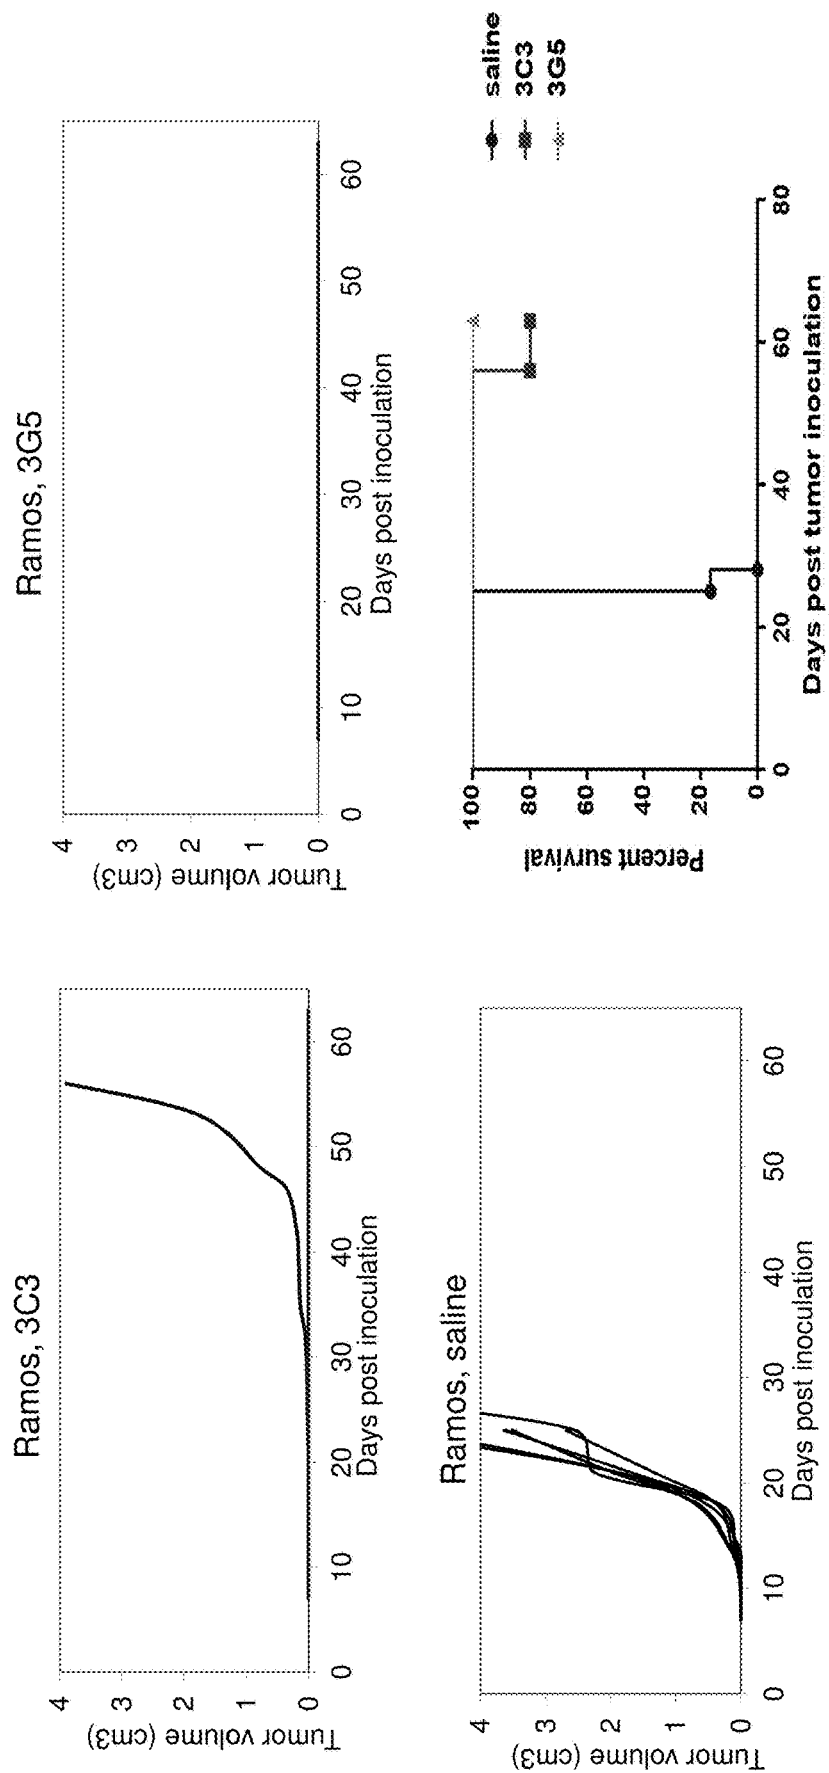 Ramos, 3C3
Tumor volume (cm3)
4
3
2
1
0
0 10 20 30 40 50 60
Days post inoculation
Ramos, 3G5
Tumor volume (cm3)
4
3
2
1
0
0 10 20 30 40 50 60
Days post inoculation
Ramos, saline
Tumor volume (cm3)
4
3
2
1
0
0 10 20 30 40 50 60
Days post inoculation
Percent survival
100
80
60
40
20
0
0 20 40 60 80
Days post tumor inoculation
saline
3C3
3G5